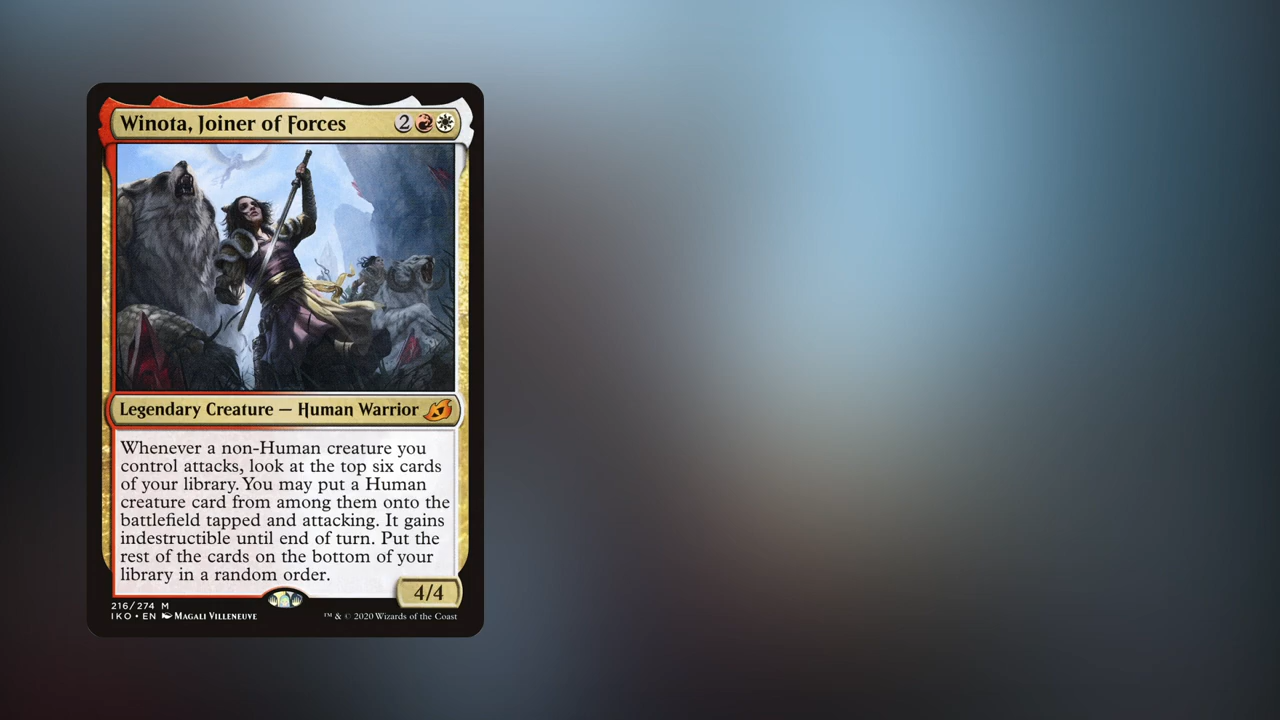 Winota, Joiner of Forces 2
Legendary Creature — Human Warrior
Whenever a non-Human creature you
control attacks, look at the top six cards
of your library. You may put a Human
creature card from among them onto the
battlefield tapped and attacking. It gains
indestructible until end of turn. Put the
rest of the cards on the bottom of your
library in a random order.
4/4
216/274 M
IKO • EN Magali Villeneuve ™ & © 2020 Wizards of the Coast